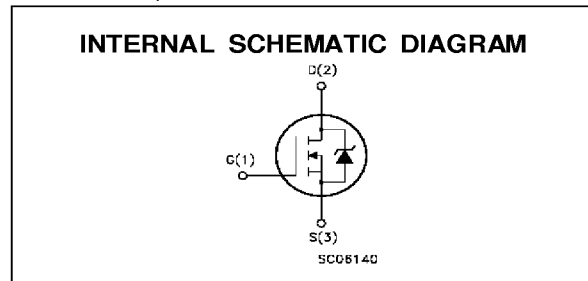 INTERNAL SCHEMATIC DIAGRAM
D(2)
G(1)
S(3)
SC06140